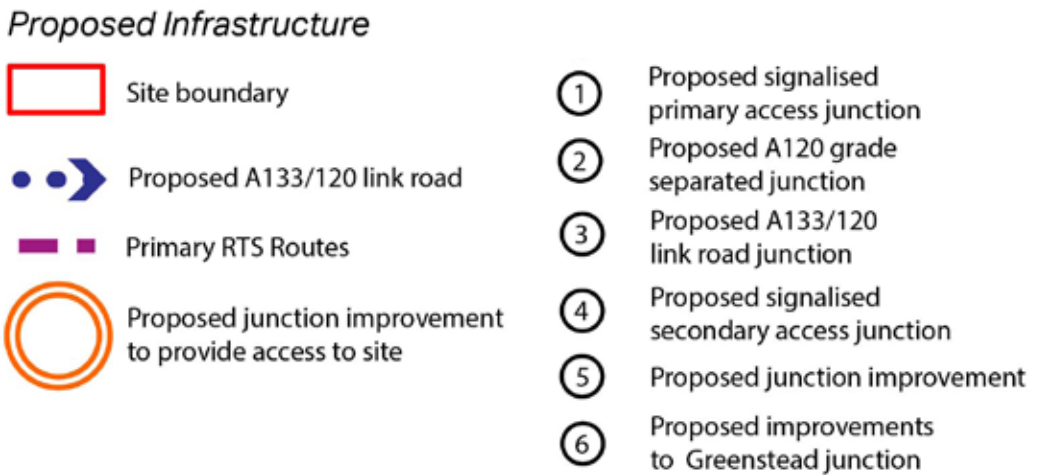 Proposed Infrastructure
Site boundary
Proposed A133/120 link road
Primary RTS Routes
Proposed junction improvement
to provide access to site
1 Proposed signalised
primary access junction
2 Proposed A120 grade
separated junction
3 Proposed A133/120
link road junction
4 Proposed signalised
secondary access junction
5 Proposed junction improvement
6 Proposed improvements
to Greenstead junction